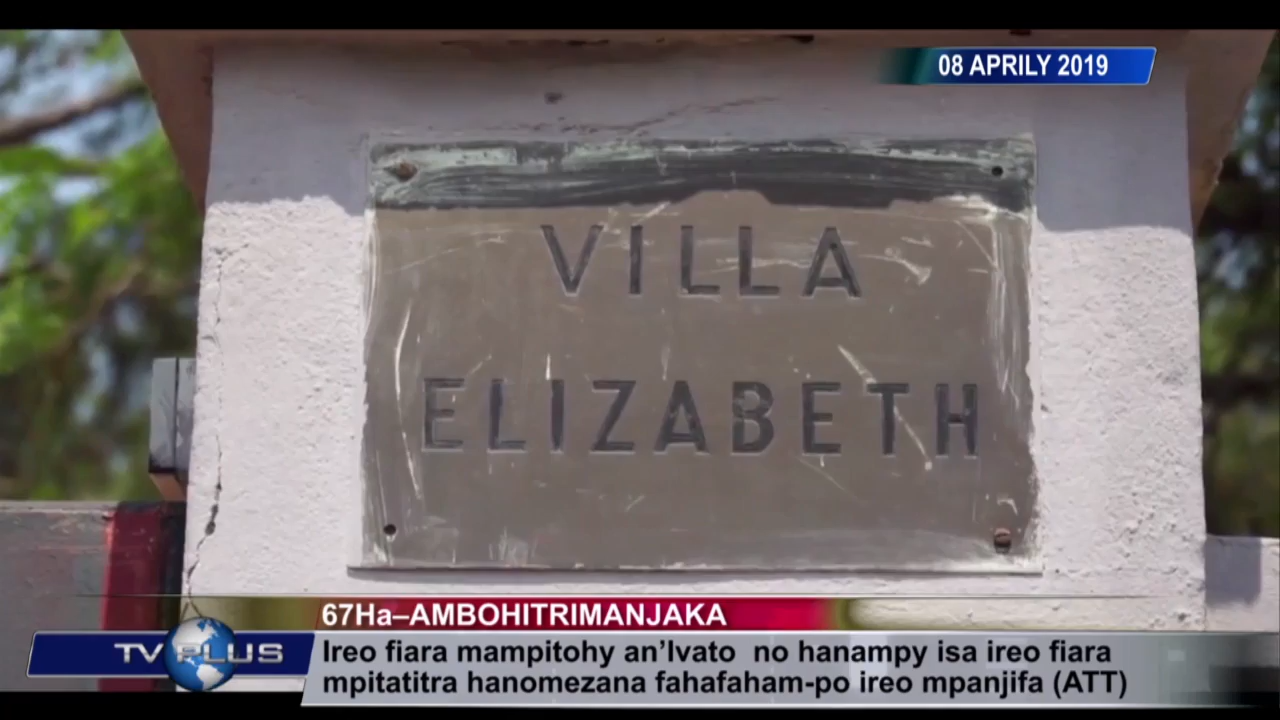 08 APRILY 2019
VILLA
ELIZABETH
67Ha–AMBOHITRIMANJAKA
TV PLUS
Ireo fiara mampitohy an’Ivato no hanampy isa ireo fiara
mpitatitra hanomezana fahafaham-po ireo mpanjifa (ATT)